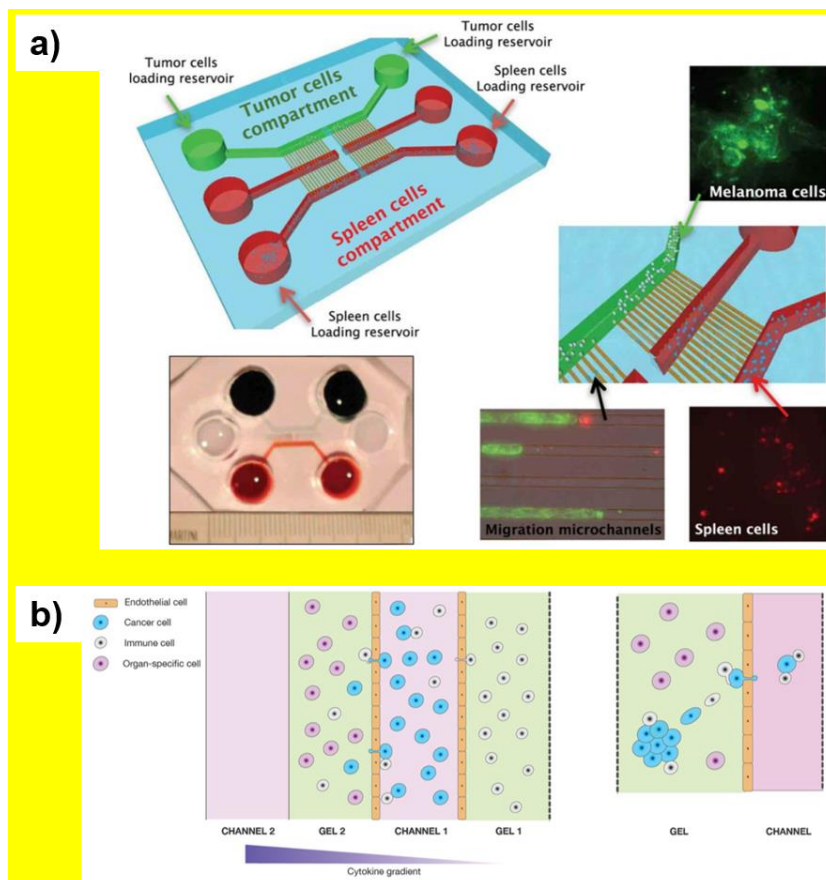 a)
Tumor cells
loading reservoir
Tumor cells
Loading reservoir
Spleen cells
Loading reservoir
Tumor cells
compartment
Spleen cells
compartment
Spleen cells
Loading reservoir
Melanoma cells
Migration microchannels
Spleen cells
b)
Endothelial cell
Cancer cell
Immune cell
Organ-specific cell
CHANNEL 2 GEL 2 CHANNEL 1 GEL 1
GEL CHANNEL
Cytokine gradient